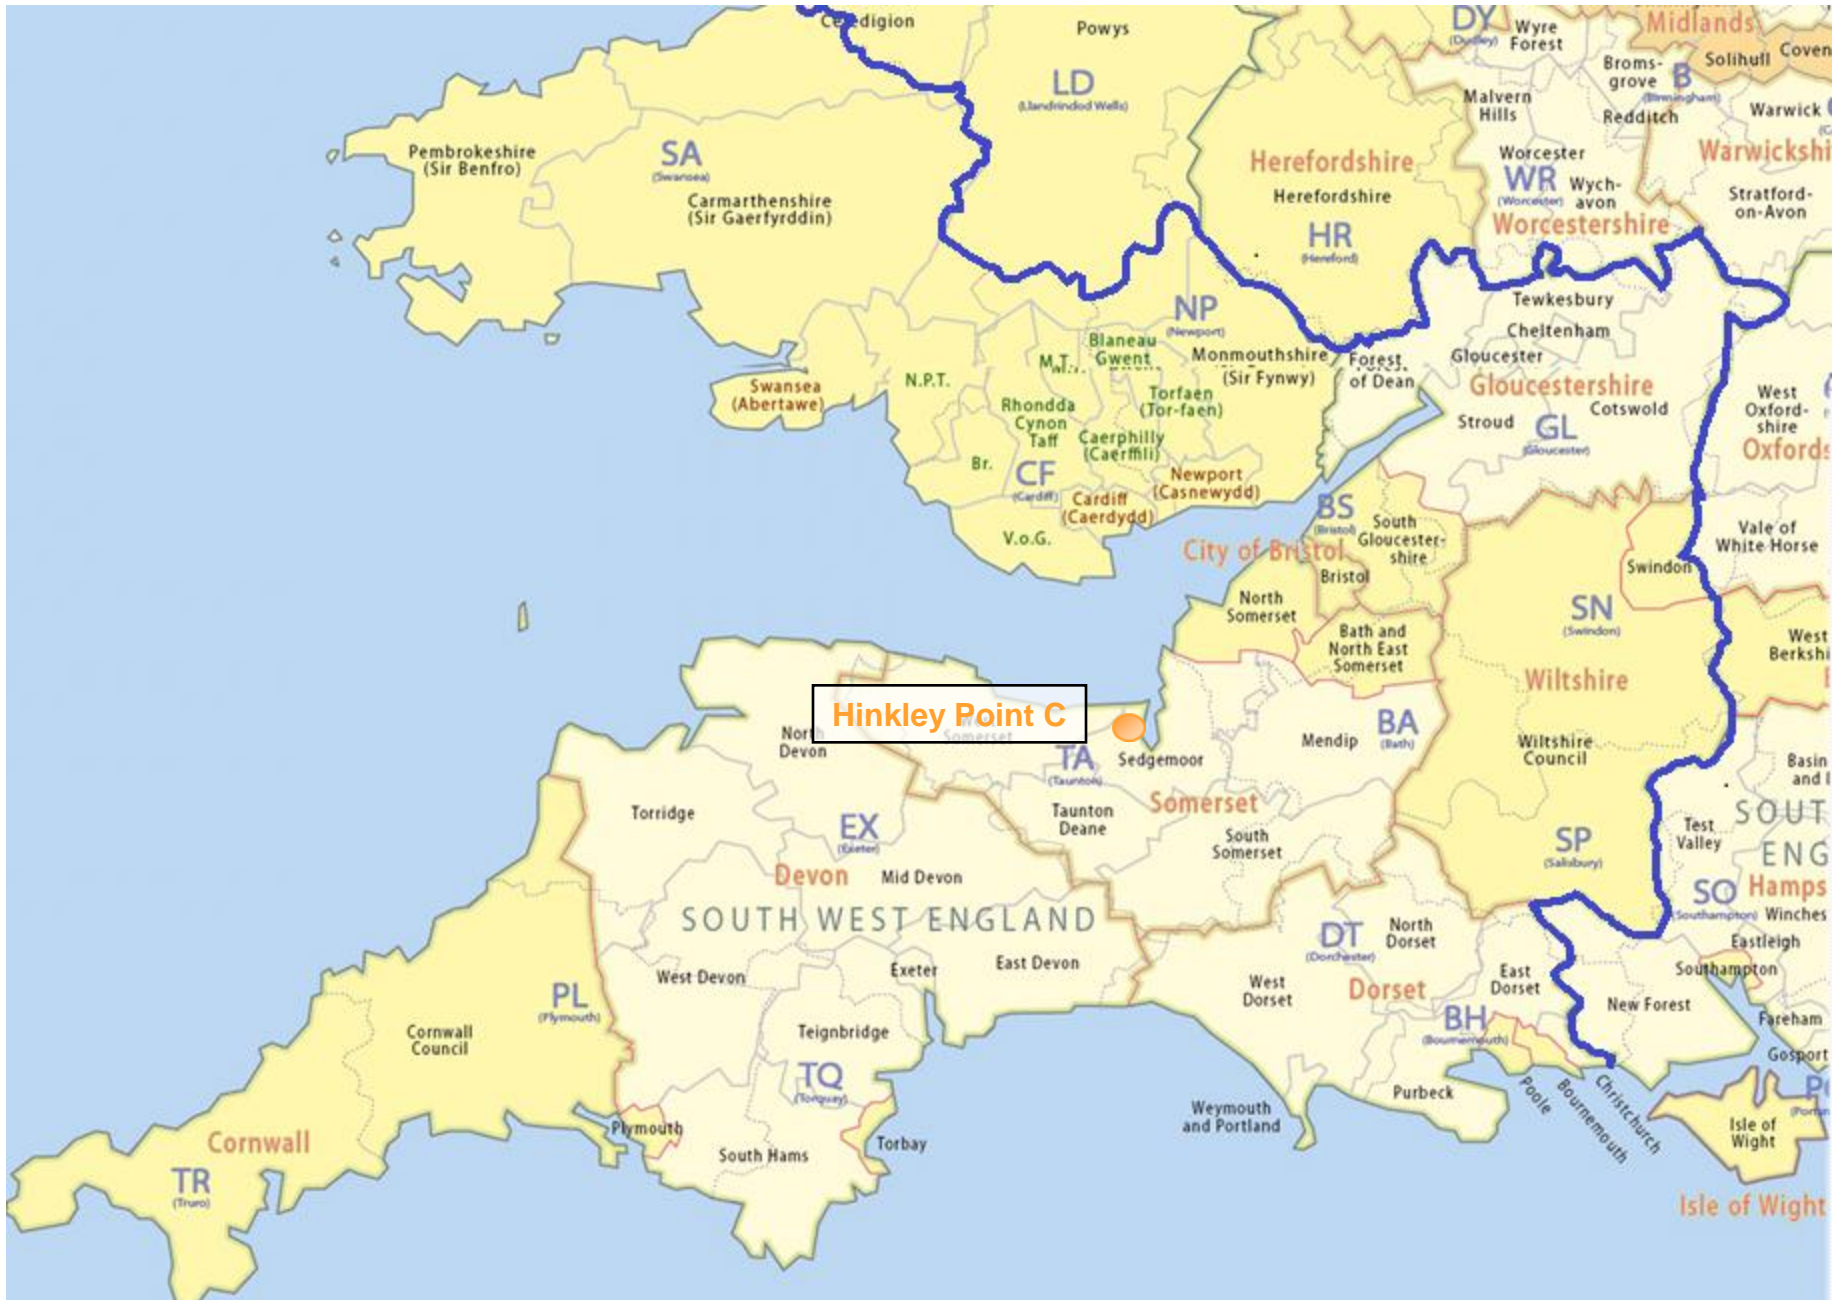 Ceredigion
Powys
DY
(Dudley)
Wyre
Forest
Midlands
Solihull
Coven
Broms-
grove
B
(Birmingham)
LD
(Llandrindod Wells)
Malvern
Hills
Redditch
Warwick
Pembrokeshire
(Sir Benfro)
SA
(Swansea)
Carmarthenshire
(Sir Gaerfyrddin)
Herefordshire
Herefordshire
HR
(Hereford)
Worcester
WR
(Worcester)
Wych-
avon
Worcestershire
Warwickshi
Stratford-
on-Avon
Tewkesbury
Cheltenham
Gloucester
Gloucestershire
Cotswold
Stroud
GL
(Gloucester)
Forest
of Dean
West
Oxford-
shire
Oxfords
NP
(Newport)
Blaneau
Gwent
Monmouthshire
(Sir Fynwy)
M.T.
N.P.T.
Swansea
(Abertawe)
Rhondda
Cynon
Taff
Torfaen
(Tor-faen)
Caerphilly
(Caerffili)
Br.
CF
(Cardiff)
Cardiff
(Caerdydd)
Newport
(Casnewydd)
V.o.G.
BS
(Bristol)
South
Gloucester-
shire
City of Bristol
Bristol
North
Somerset
Bath and
North East
Somerset
Vale of
White Horse
Swindon
SN
(Swindon)
West
Berkshi
Wiltshire
Wiltshire
Council
Hinkley Point C
North
Devon
Somerset
TA
(Taunton)
Sedgemoor
Mendip
BA
(Bath)
Basin
and
Torridge
EX
(Exeter)
Taunton
Deane
Somerset
South
Somerset
SP
(Salisbury)
Test
Valley
SOUT
ENG
Devon
Mid Devon
SOUTH WEST ENGLAND
SO
(Southampton)
Hamps
Winches
Eastleigh
Southampton
DT
(Dorchester)
North
Dorset
West Devon
Exeter
East Devon
West
Dorset
Dorset
East
Dorset
New Forest
PL
(Plymouth)
Cornwall
Council
Teignbridge
BH
(Bournemouth)
Fareham
Gosport
TQ
(Torquay)
Purbeck
Poole
Bournemouth
Christchurch
Weymouth
and Portland
Isle of
Wight
Plymouth
Torbay
South Hams
Cornwall
TR
(Truro)
Isle of Wight